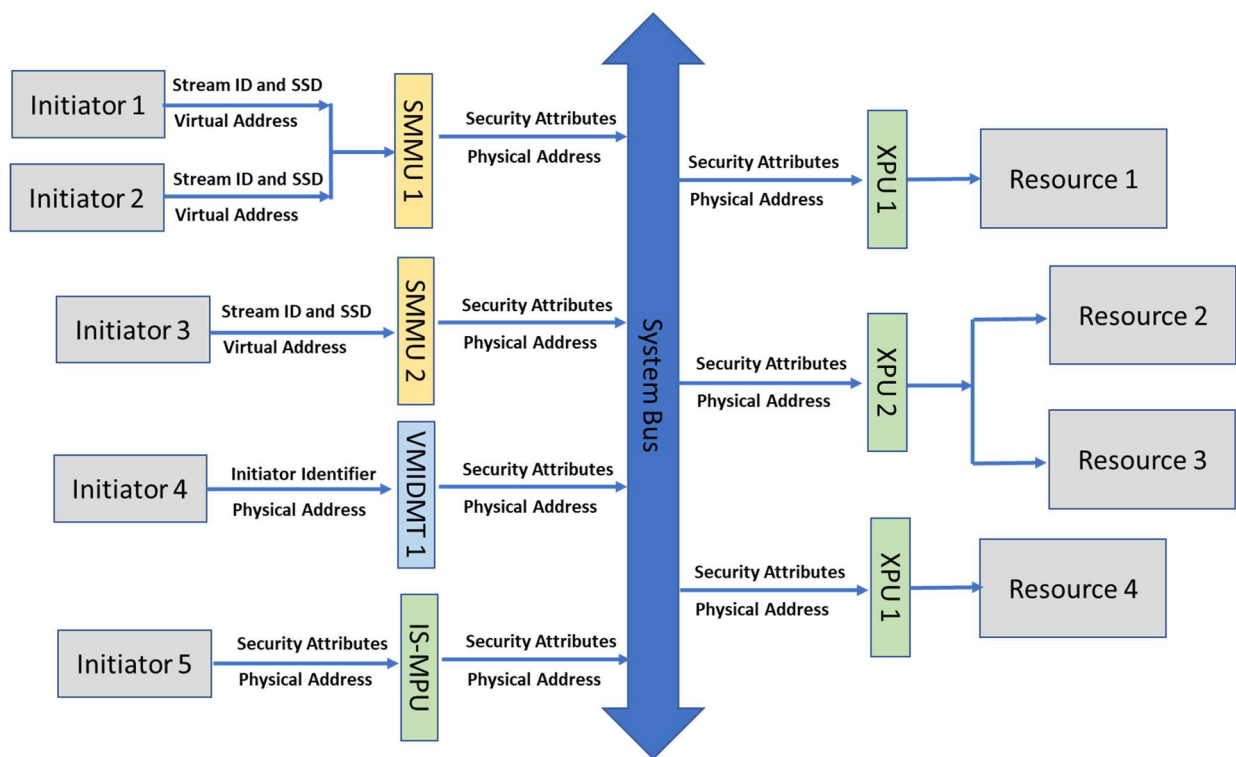 Initiator 1
Stream ID and SSD
Virtual Address
Initiator 2
Stream ID and SSD
Virtual Address
SMMU 1
Security Attributes
Physical Address
Initiator 3
Stream ID and SSD
Virtual Address
SMMU 2
Security Attributes
Physical Address
Initiator 4
Initiator Identifier
Physical Address
VMIDMT 1
Security Attributes
Physical Address
Initiator 5
Security Attributes
Physical Address
IS-MPU
Security Attributes
Physical Address
System Bus
Security Attributes
Physical Address
XPU 1
Resource 1
Security Attributes
Physical Address
XPU 2
Resource 2
Resource 3
Security Attributes
Physical Address
XPU 1
Resource 4